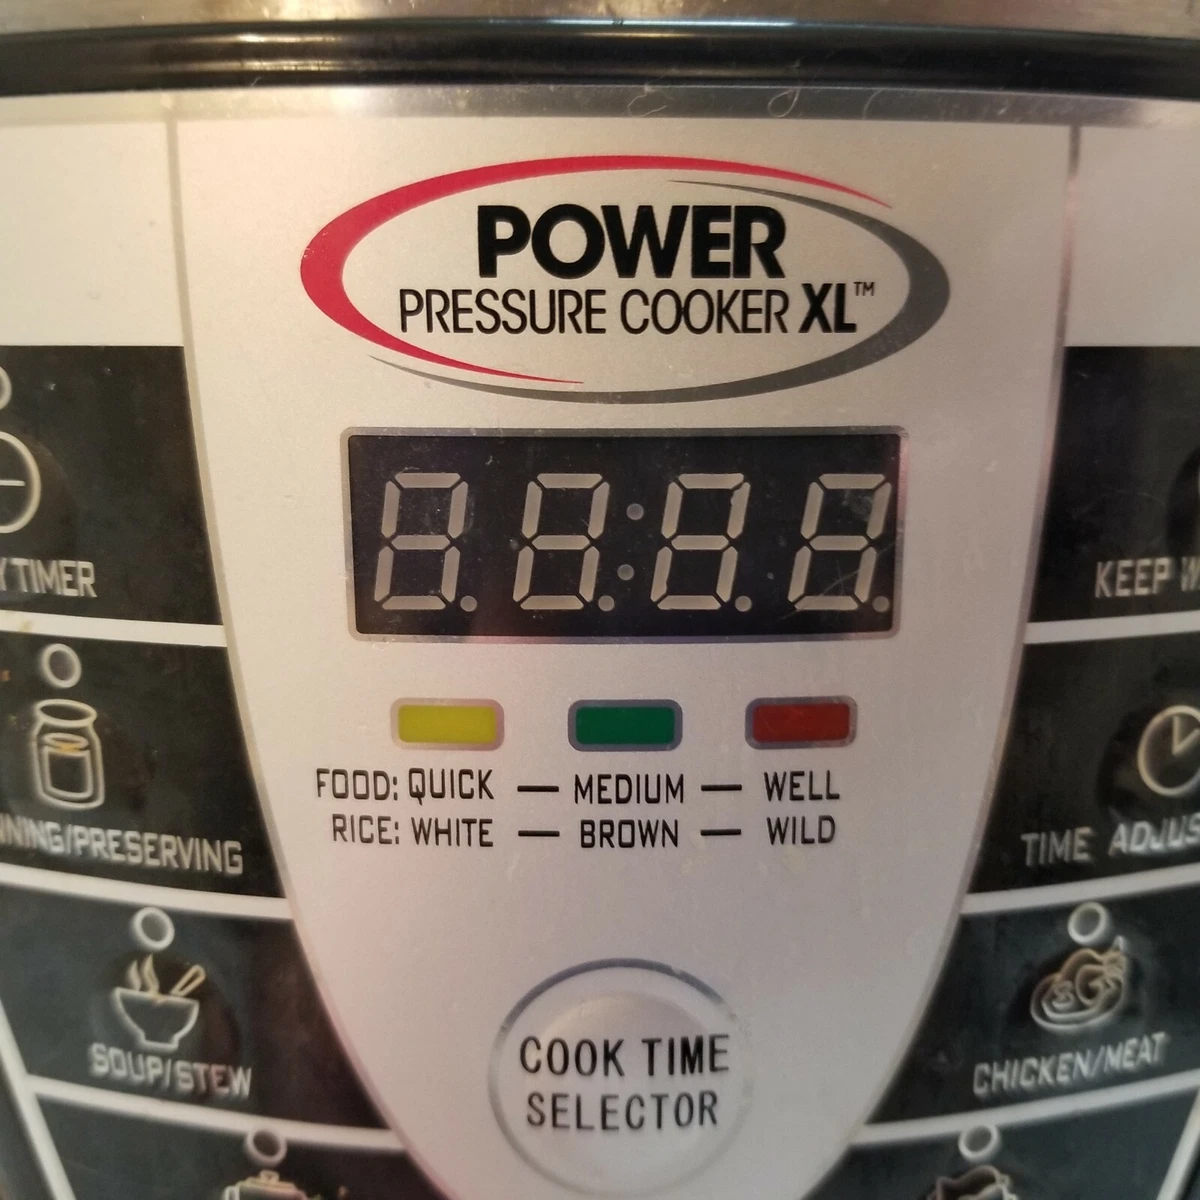 POWER
PRESSURE COOKER XL™
Y TIMER
KEEP
NNING/PRESERVING
TIME ADJUS
FOOD: QUICK — MEDIUM — WELL
RICE: WHITE — BROWN — WILD
SOUP/STEW
CHICKEN/MEAT
COOK TIME
SELECTOR